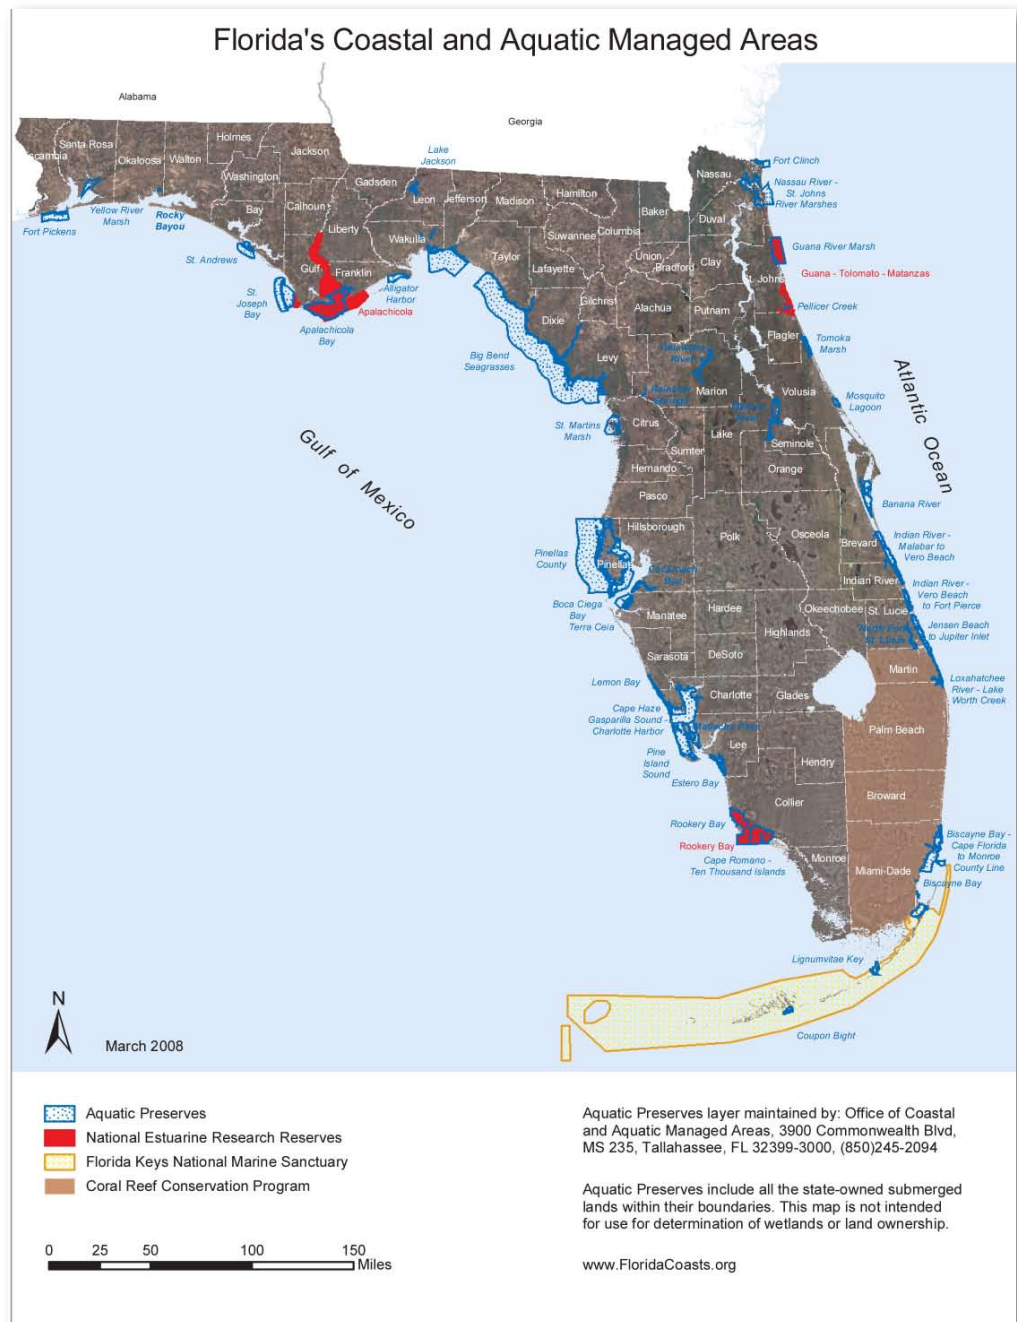 Florida's Coastal and Aquatic Managed Areas
Alabama
Georgia
Holmes
Santa Rosa
Okaloosa
Walton
Jackson
Washington
Lake
Jackson
Gadsden
Leon
Jefferson
Madison
Hamilton
Nassau
Fort Clinch
Nassau River -
St. Johns
River Marshes
Yellow River
Marsh
Rocky
Bayou
Fort Pickens
Bay
Calhoun
Liberty
Wakulla
Suwannee
Columbia
Baker
Duval
St. Andrews
Gulf
Franklin
Taylor
Lafayette
Union
Bradford
Clay
St. Johns
Guana River Marsh
Guana - Tolomato - Matanzas
St.
Joseph
Bay
Alligator
Harbor
Apalachicola
Apalachicola
Bay
Gilchrist
Dixie
Alachua
Putnam
Pellicer Creek
Flagler
Tomoka
Marsh
Big Bend
Seagrasses
Levy
River
Marion
Volusia
Mosquito
Lagoon
Atlantic Ocean
St. Martins
Marsh
Citrus
Lake
Sumter
Seminole
Gulf of Mexico
Hernando
Orange
Pasco
Banana River
Hillsborough
Polk
Osceola
Brevard
Indian River -
Malabar to
Vero Beach
Pinellas
County
Pinellas
Indian River
Indian River -
Vero Beach
to Fort Pierce
Boca Ciega
Bay
Terra Ceia
Manatee
Hardee
Okeechobee
St. Lucie
Jensen Beach
to Jupiter Inlet
Highlands
Sarasota
DeSoto
Martin
Lemon Bay
Charlotte
Glades
Loxahatchee
River - Lake
Worth Creek
Cape Haze
Gasparilla Sound -
Charlotte Harbor
Palm Beach
Lee
Pine
Island
Sound
Hendry
Estero Bay
Collier
Broward
Rookery Bay
Rookery Bay
Cape Romano -
Ten Thousand Islands
Monroe
Miami-Dade
Biscayne Bay -
Cape Florida
to Monroe
County Line
Biscayne Bay
Lignumvitae Key
Coupon Bight
N
March 2008
Aquatic Preserves
National Estuarine Research Reserves
Florida Keys National Marine Sanctuary
Coral Reef Conservation Program
0 25 50 100 150
Miles
Aquatic Preserves layer maintained by: Office of Coastal
and Aquatic Managed Areas, 3900 Commonwealth Blvd,
MS 235, Tallahassee, FL 32399-3000, (850)245-2094
Aquatic Preserves include all the state-owned submerged
lands within their boundaries. This map is not intended
for use for determination of wetlands or land ownership.
www.FloridaCoasts.org